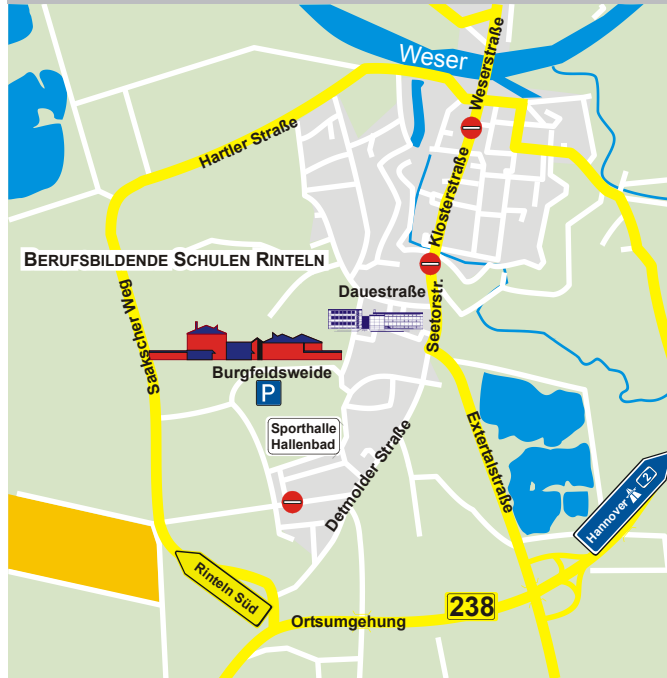 Weser
Weserstraße
Hartler Straße
Klosterstraße
BERUFSBILDENDE SCHULEN RINTELN
Dauestraße
Seetorstr.
Saakscher Weg
Burgfeldsweide
P
Sporthalle
Hallenbad
Detmolder Straße
Extertalstraße
Hannover 2
Rinteln Süd
238
Ortsumgehung